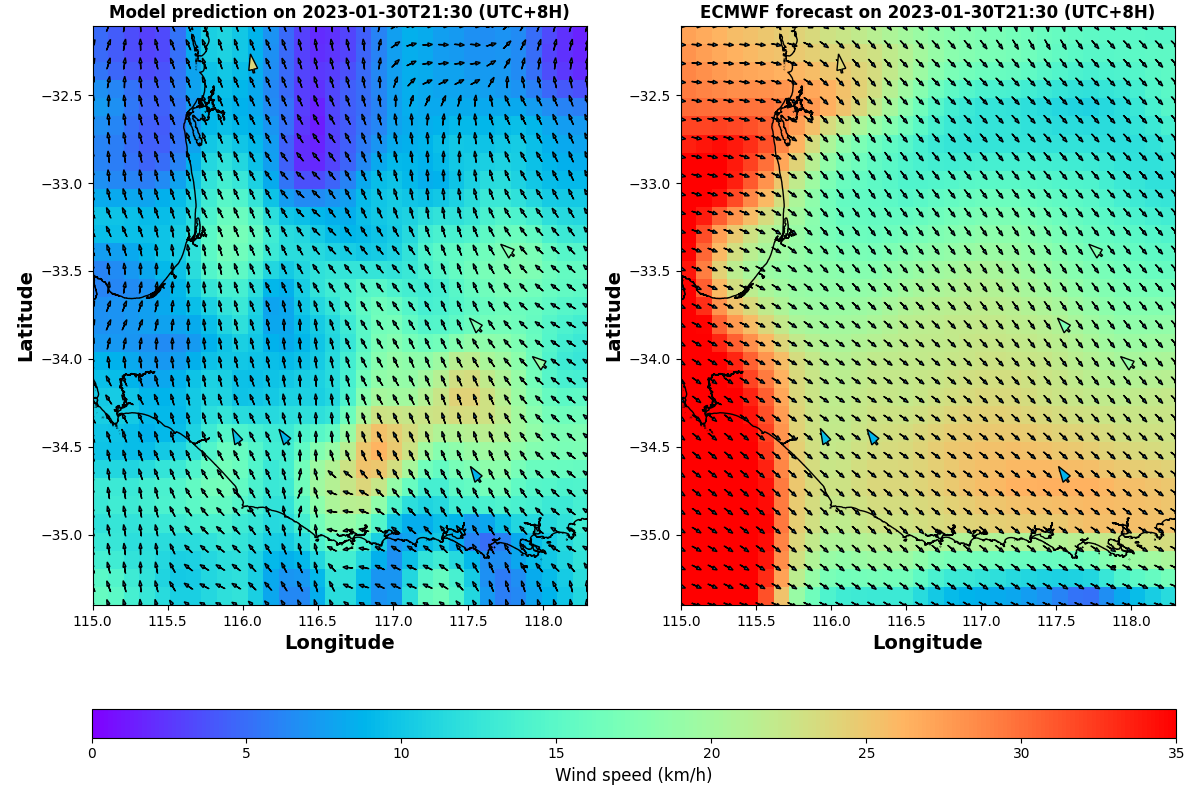 Model prediction on 2023-01-30T21:30 (UTC+8H)
ECMWF forecast on 2023-01-30T21:30 (UTC+8H)
−32.5
−33.0
−33.5
−34.0
−34.5
−35.0
Latitude
115.0 115.5 116.0 116.5 117.0 117.5 118.0
Longitude
−32.5
−33.0
−33.5
−34.0
−34.5
−35.0
Latitude
115.0 115.5 116.0 116.5 117.0 117.5 118.0
Longitude
0 5 10 15 20 25 30 35
Wind speed (km/h)